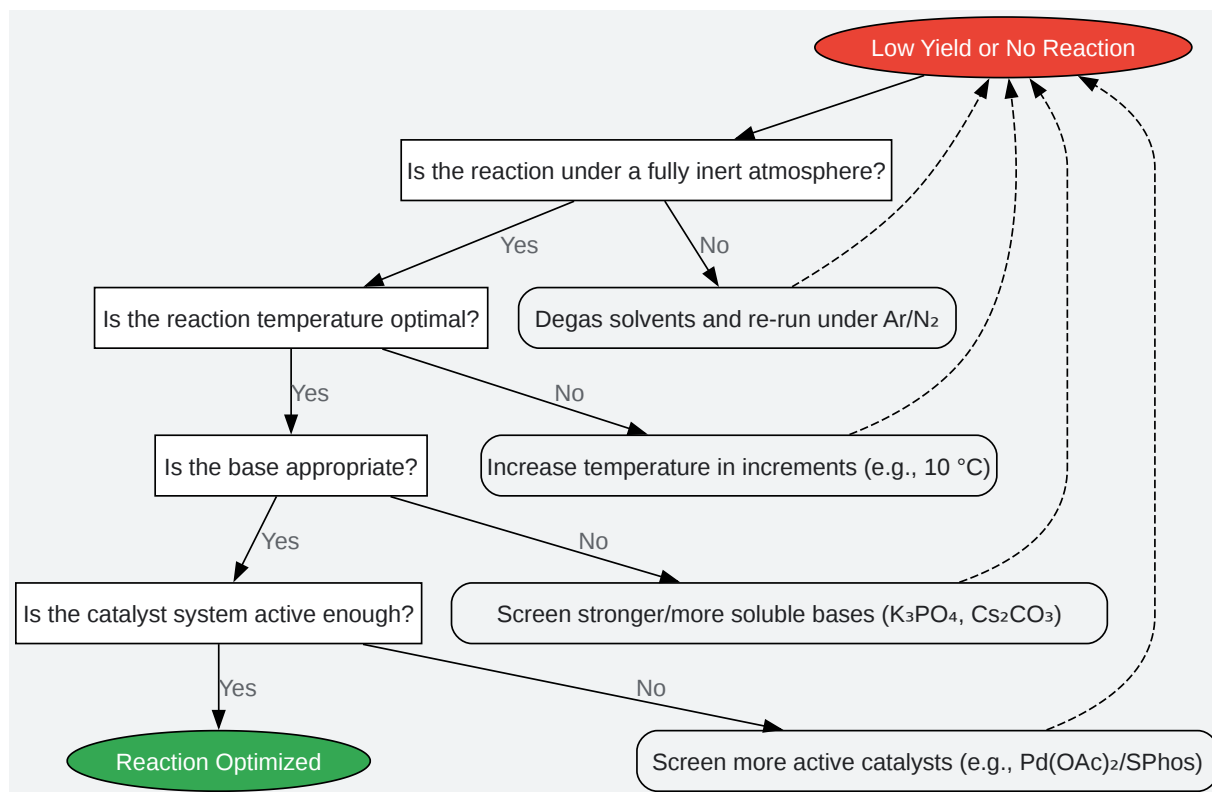 Low Yield or No Reaction
Is the reaction under a fully inert atmosphere?
Yes
No
Is the reaction temperature optimal?
Degas solvents and re-run under Ar/N₂
Yes
No
Is the base appropriate?
Increase temperature in increments (e.g., 10 °C)
Yes
No
Is the catalyst system active enough?
Screen stronger/more soluble bases (K₃PO₄, Cs₂CO₃)
Yes
No
Reaction Optimized
Screen more active catalysts (e.g., Pd(OAc)₂/SPhos)